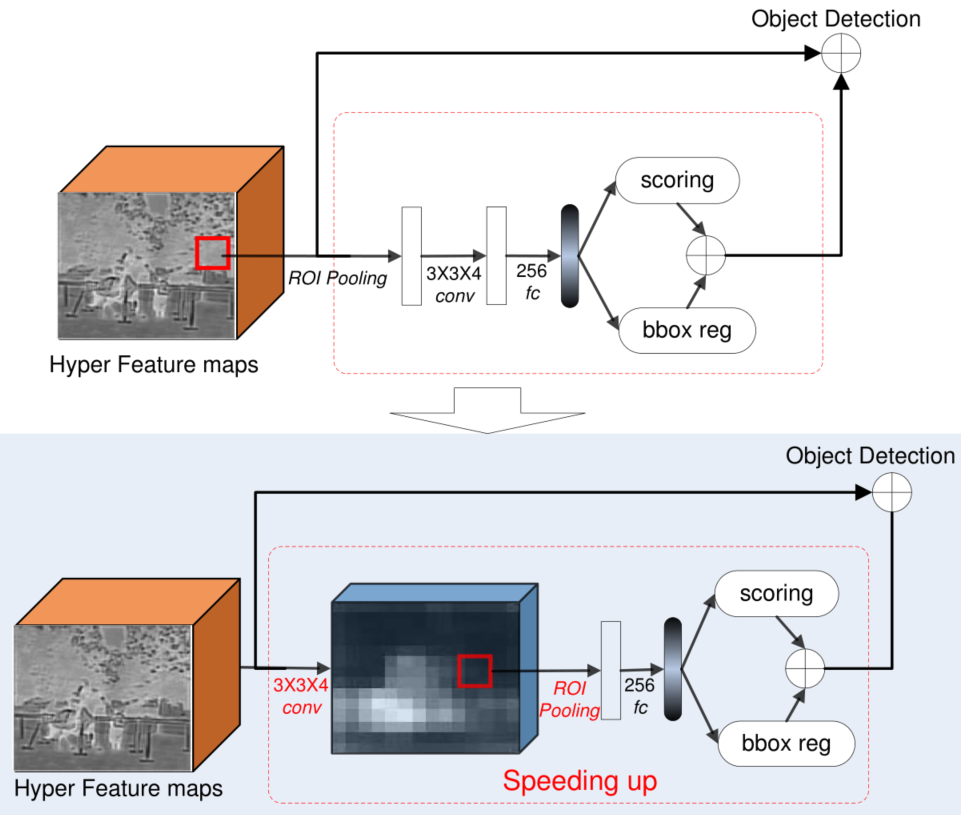 Object Detection
scoring
ROI Pooling
3X3X4
conv
256
fc
bbox reg
Hyper Feature maps
Object Detection
scoring
3X3X4
conv
ROI
Pooling
256
fc
bbox reg
Speeding up
Hyper Feature maps